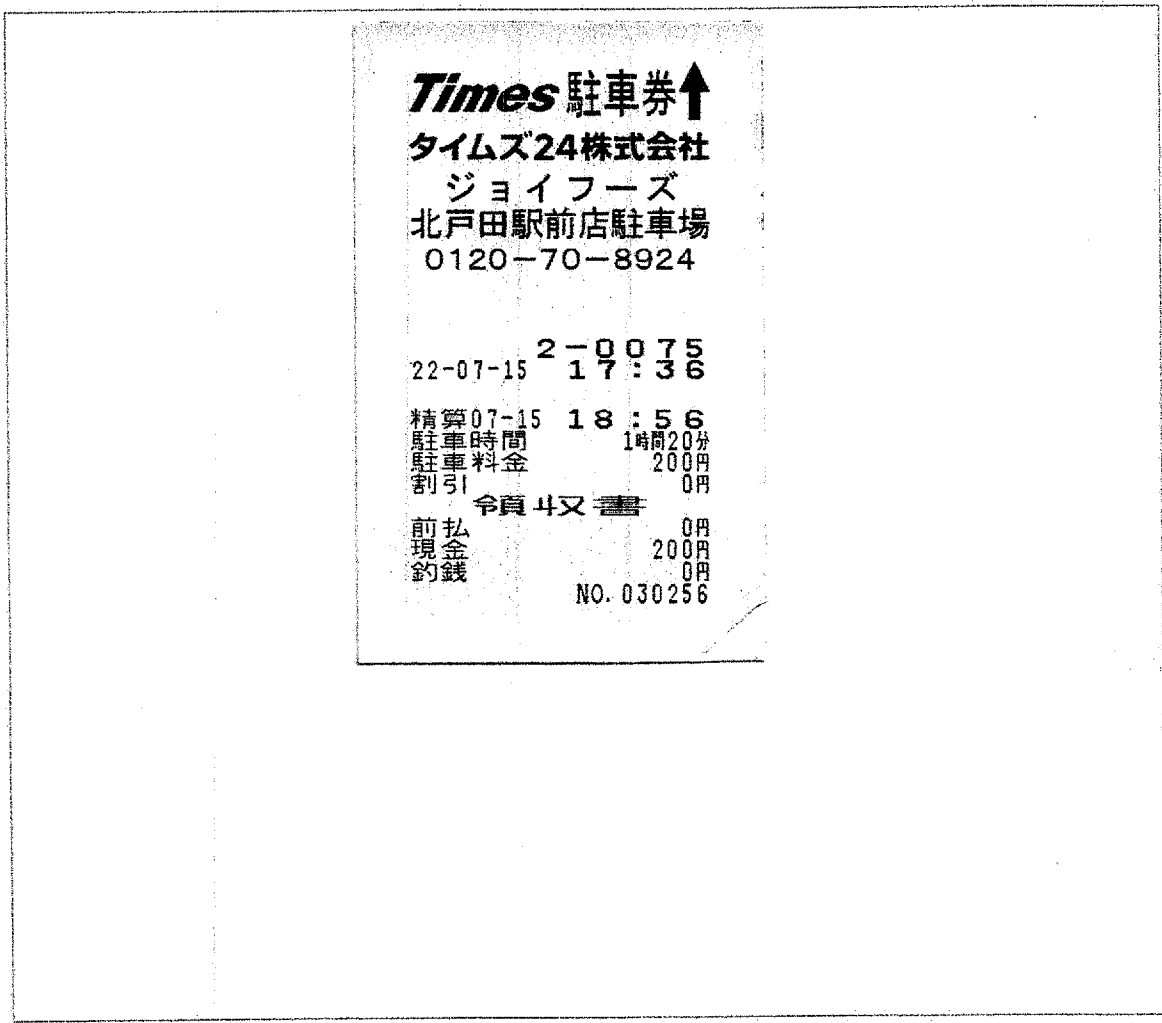 Times 駐車券↑
タイムズ24株式会社
ジョイフーズ
北戸田駅前店駐車場
0120-70-8924
2-0075
22-07-15 17:36
精算07-15 18:56
駐車時間 1時間20分
駐車料金 200円
割引 0円
領収書
前払 0円
現金 200円
釣銭 0円
NO.030256